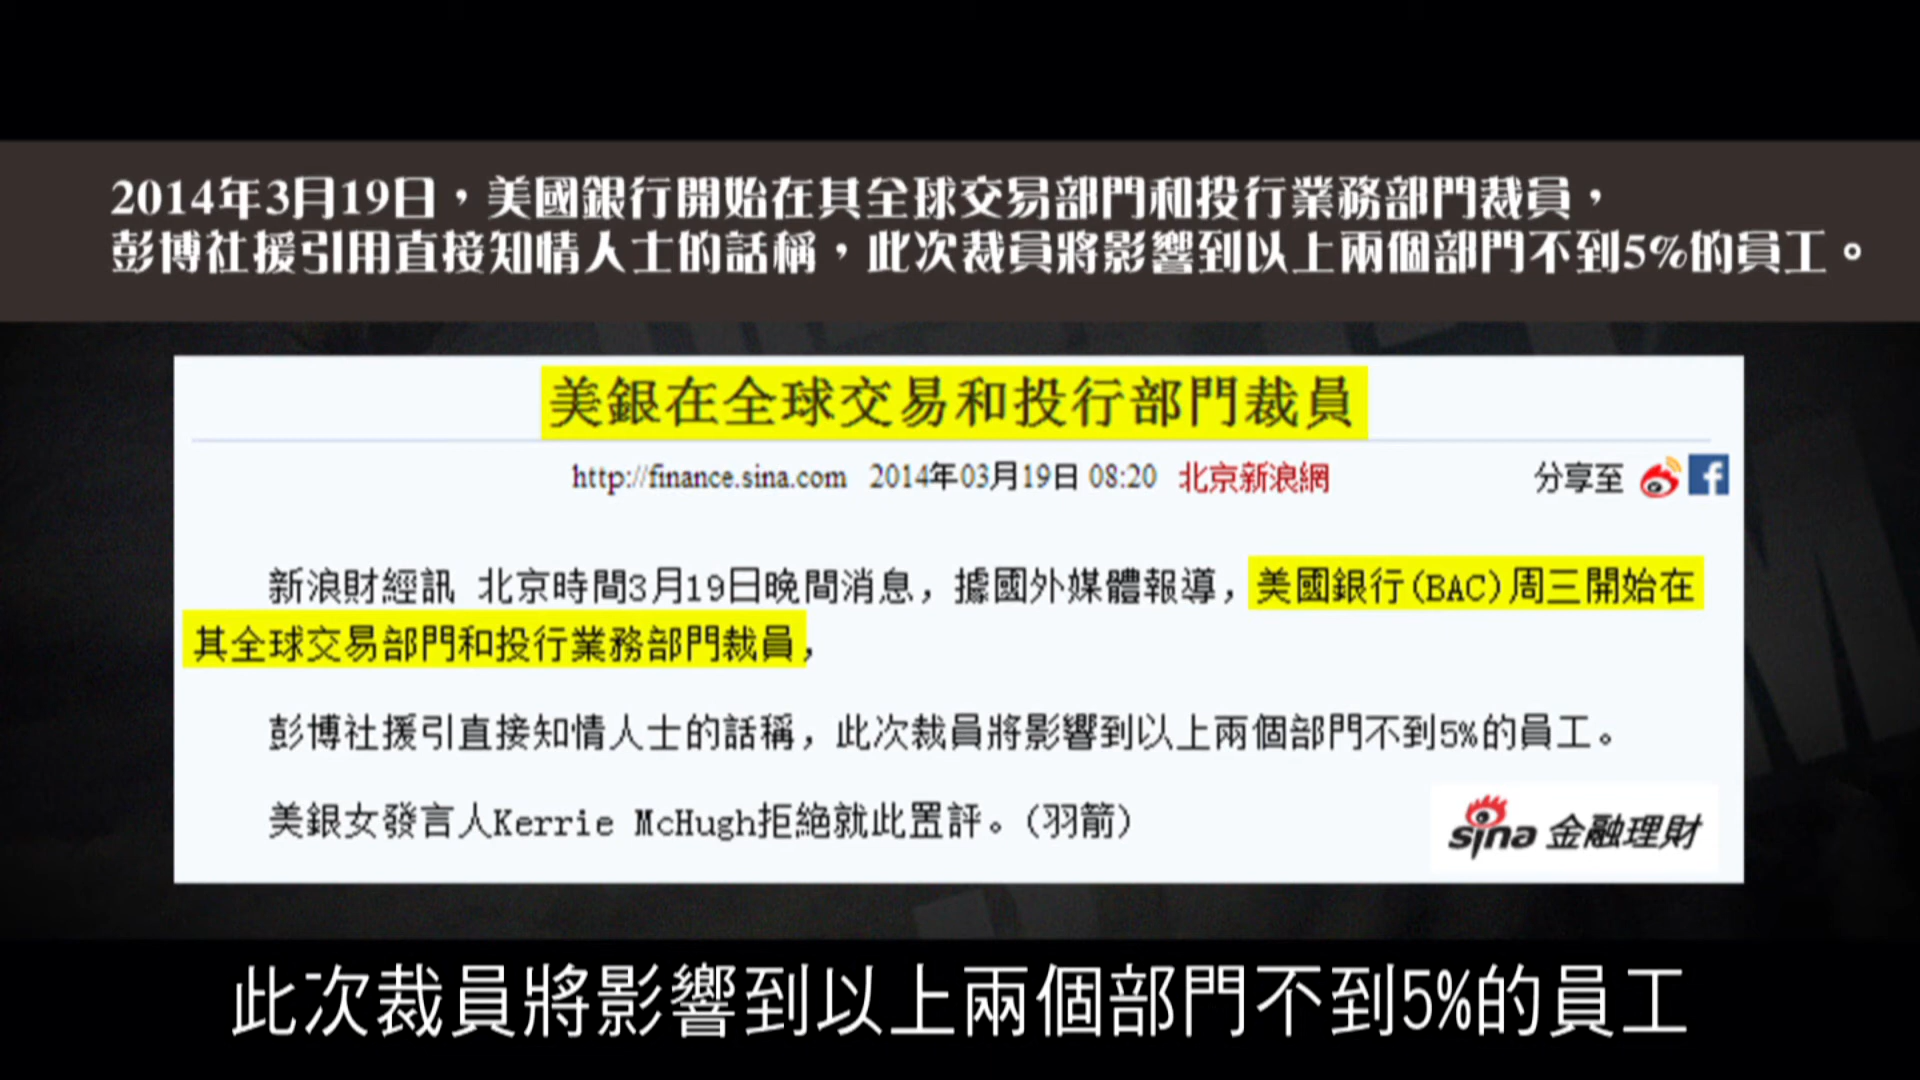 2014年3月19日，美國銀行開始在其全球交易部門和投行業務部門裁員，
彭博社援引用直接知情人士的話稱，此次裁員將影響到以上兩個部門不到5%的員工。
美銀在全球交易和投行部門裁員
http://finance.sina.com 2014年03月19日 08:20 北京新浪網 分享至
新浪財經訊 北京時間3月19日晚間消息，據國外媒體報導，美國銀行(BAC)周三開始在
其全球交易部門和投行業務部門裁員，
彭博社援引直接知情人士的話稱，此次裁員將影響到以上兩個部門不到5%的員工。
美銀女發言人Kerrie McHugh拒絕就此置評。(羽箭)
sina 金融理財
此次裁員將影響到以上兩個部門不到5%的員工